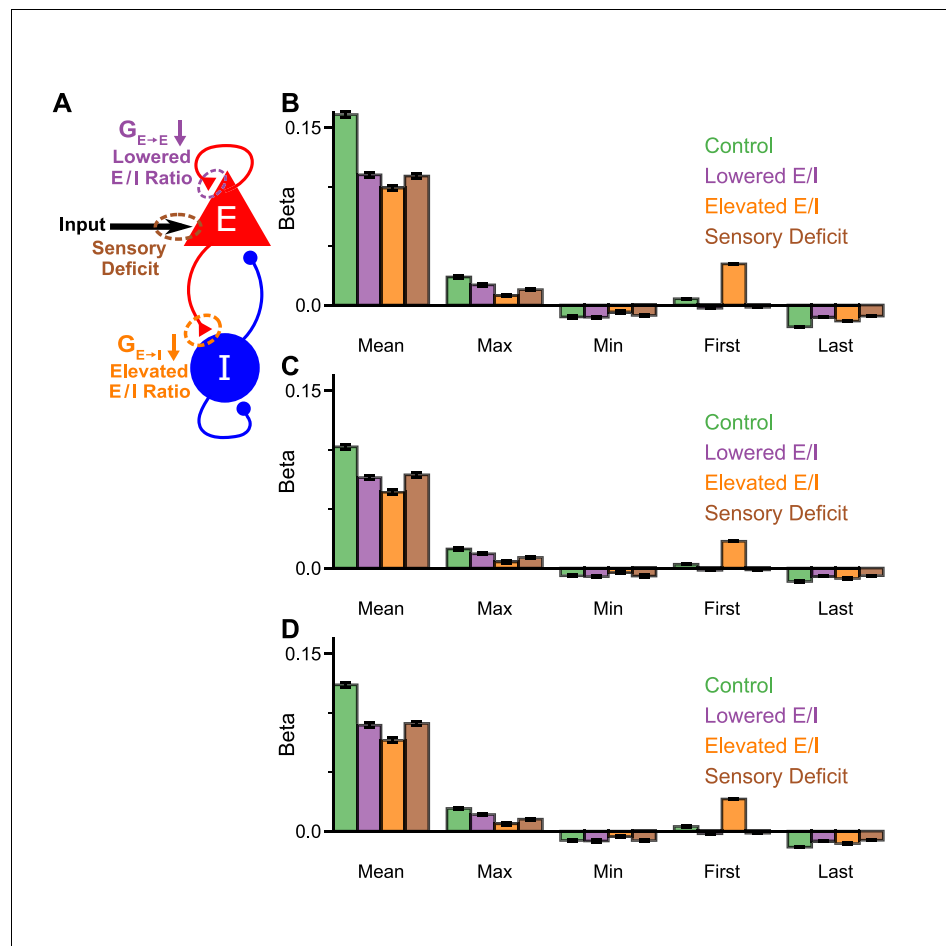 A
G E→E ↓
Lowered
E/I Ratio
E
Input
Sensory
Deficit
G E→I ↓
Elevated
E/I Ratio
I
B
0.15
Beta
0.0
Control
Lowered E/I
Elevated E/I
Sensory Deficit
Mean Max Min First Last
C
0.15
Beta
0.0
Control
Lowered E/I
Elevated E/I
Sensory Deficit
Mean Max Min First Last
D
0.15
Beta
0.0
Control
Lowered E/I
Elevated E/I
Sensory Deficit
Mean Max Min First Last